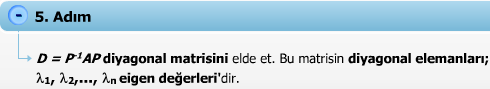 5. Adım
D = P⁻¹AP diyagonal matrisini elde et. Bu matrisin diyagonal elemanları;
λ₁, λ₂,..., λₙ eigen değerleri'dir.